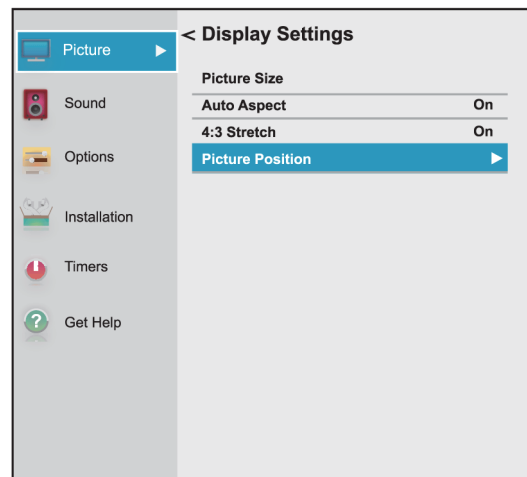 Picture
Sound
Options
Installation
Timers
Get Help
< Display Settings
Picture Size
Auto Aspect On
4:3 Stretch On
Picture Position